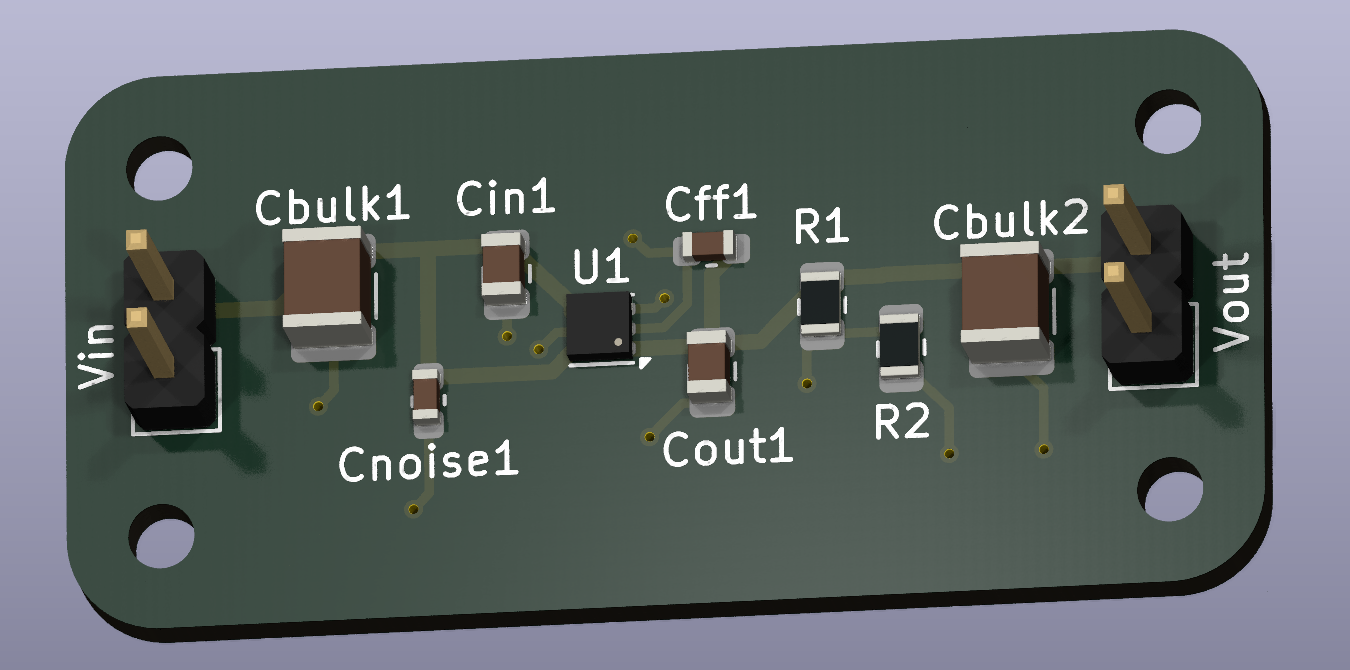 Cbulk1
Cin1
Cff1
R1
Cbulk2
U1
Vin
Vout
R2
Cnoise1
Cout1